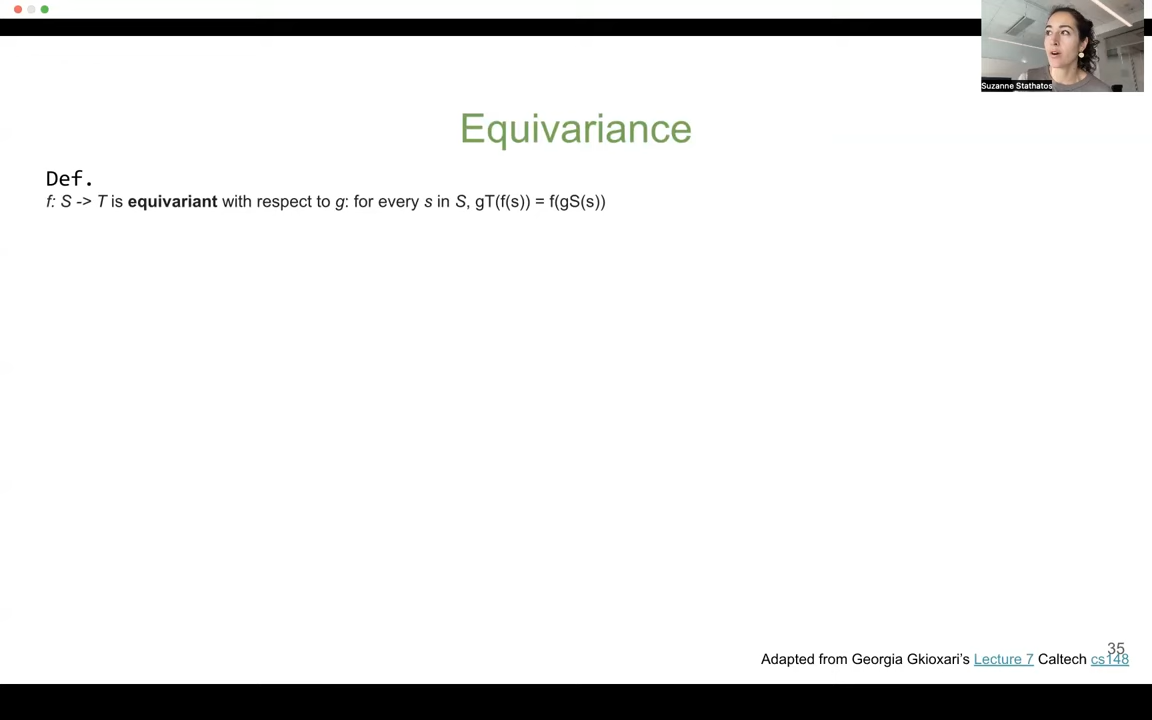 Suzanne Stathatos
Equivariance
Def.
f: S -> T is equivariant with respect to g: for every s in S, gT(f(s)) = f(gS(s))
35
Adapted from Georgia Gkioxari's Lecture 7 Caltech cs148